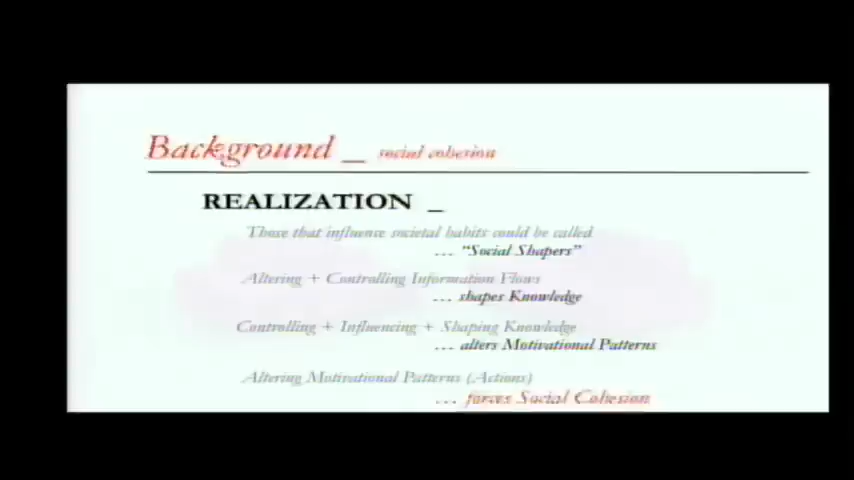 Background _ social cohesion
REALIZATION _
Those that influence societal habits could be called
... “Social Shapers”
Altering + Controlling Information Flows
... shapes Knowledge
Controlling + Influencing + Shaping Knowledge
... alters Motivational Patterns
Altering Motivational Patterns (Actions)
... forces Social Cohesion